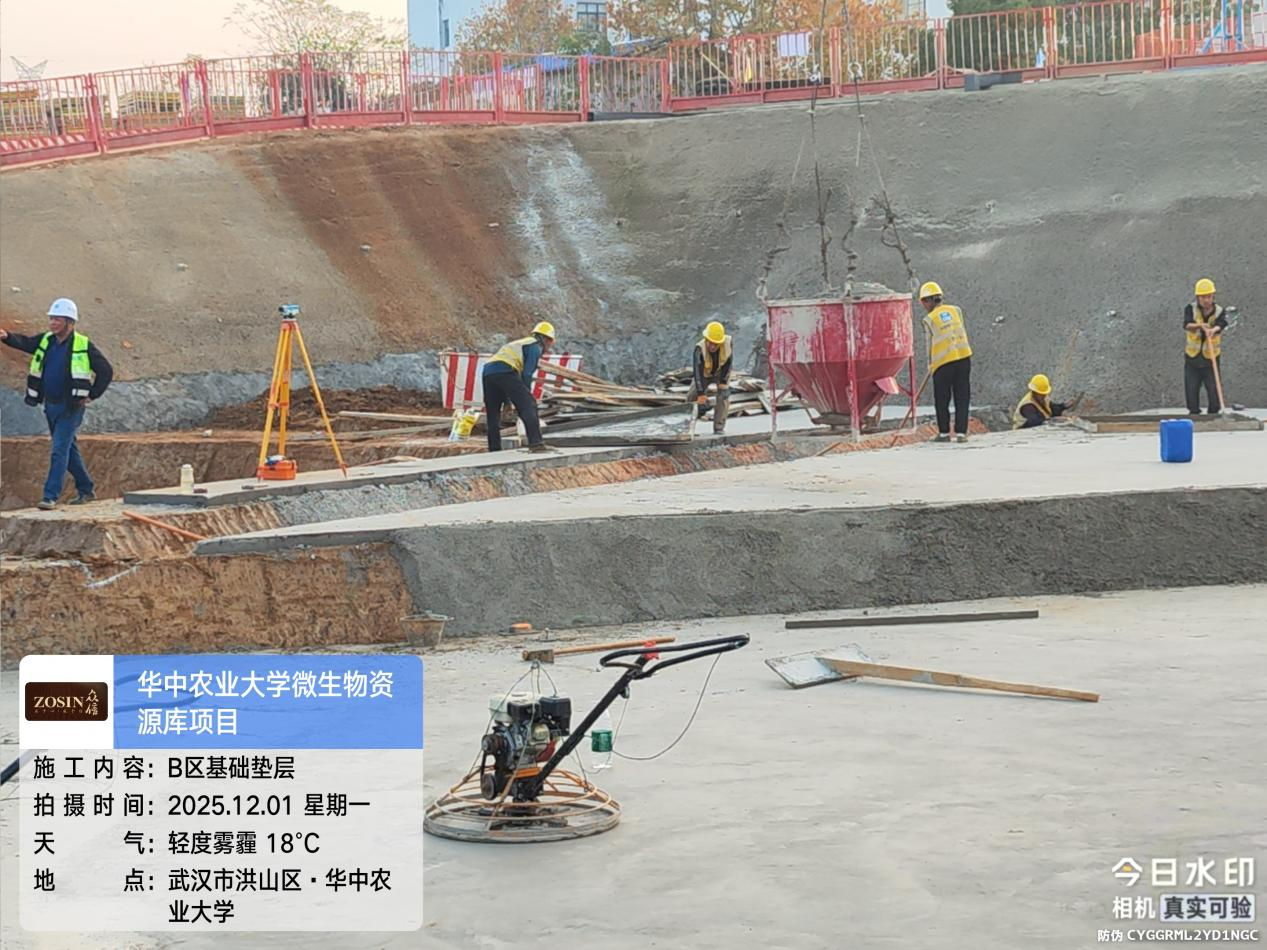 ZOSIN 众信
华中农业大学微生物资
源库项目
施工内容：B区基础垫层
拍摄时间：2025.12.01 星期一
天气：轻度雾霾 18℃
地点：武汉市洪山区·华中农
业大学
今日水印
相机 真实可验
防伪 CYGGRML2YD1NGC